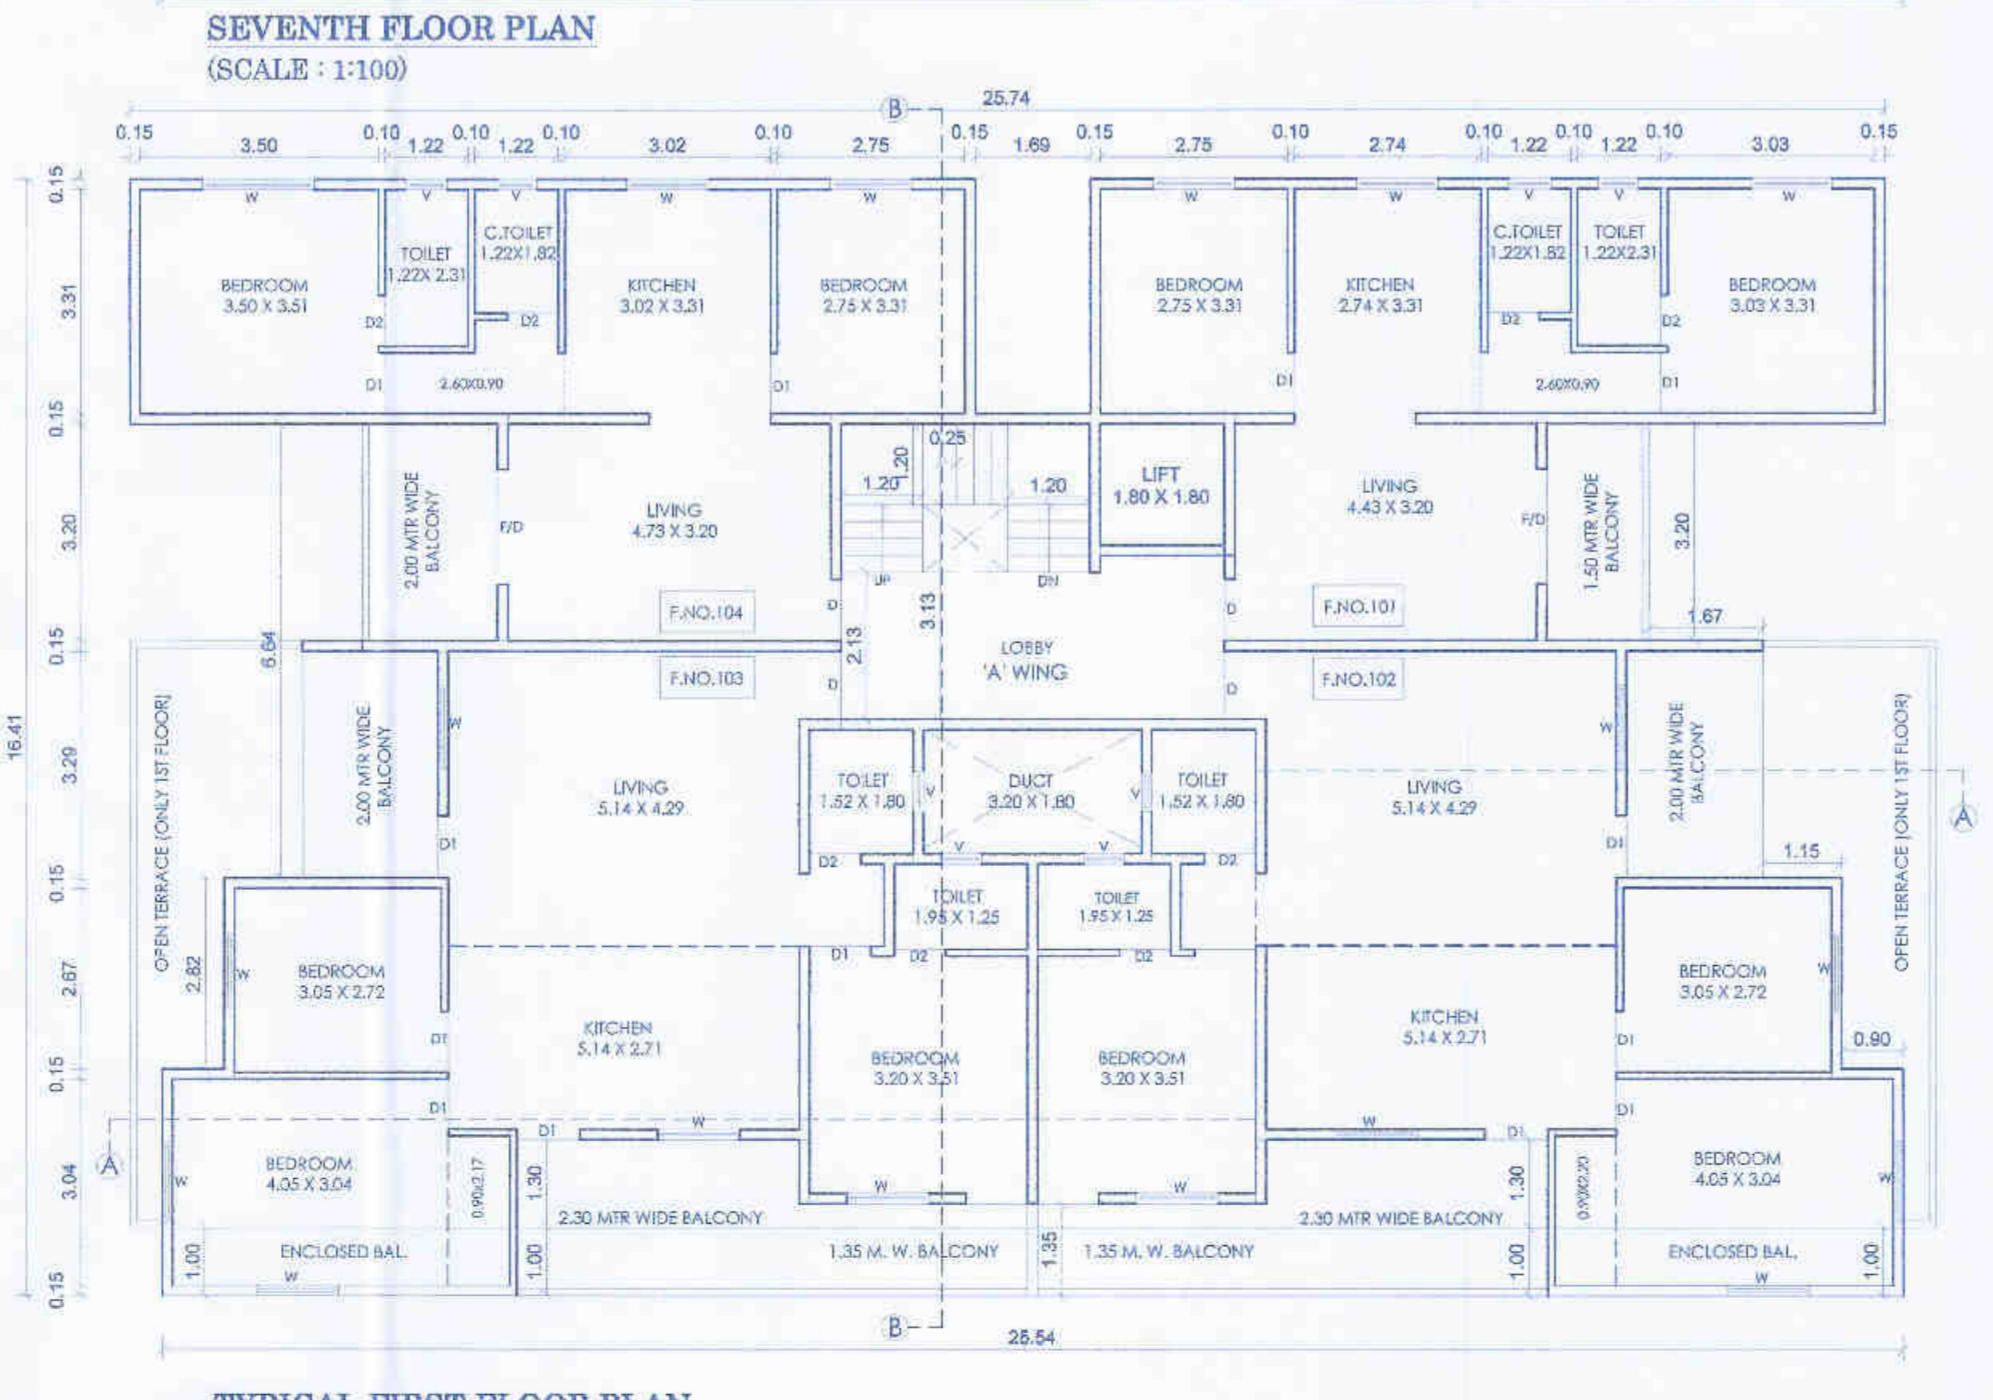 SEVENTH FLOOR PLAN
(SCALE : 1:100)
B
25.74
0.15 0.10 0.10 0.10 0.10 0.15 0.15 0.10 0.10 0.10 0.10 0.15
3.50 1.22 1.22 3.02 2.75 1.69 2.75 2.74 1.22 1.22 3.03
0.15
W V V W W W W V V W
C.TOILET
1.22X1.82
TOILET
1.22X 2.31
C.TOILET
1.22X1.82
TOILET
1.22X2.31
BEDROOM
3.50 X 3.51
KITCHEN
3.02 X 3.31
BEDROOM
2.75 X 3.31
BEDROOM
2.75 X 3.31
KITCHEN
2.74 X 3.31
BEDROOM
3.03 X 3.31
3.31
D2 D2 D2 D2
D1 2.60X0.90 D1 D1 2.60X0.90 D1
0.15
0.25
1.20
1.20 1.20
LIFT
1.80 X 1.80
2.00 MTR WIDE
BALCONY
F/D
LIVING
4.73 X 3.20
LIVING
4.43 X 3.20
F/D
1.50 MTR WIDE
BALCONY
3.20
3.20
UP DN
3.13
F.NO.104
D
D
F.NO.101
1.67
0.15
6.64
2.13
LOBBY
'A' WING
F.NO.103
D
D
F.NO.102
16.41
OPEN TERRACE (ONLY 1ST FLOOR)
2.00 MTR WIDE
BALCONY
W
W
2.00 MTR WIDE
BALCONY
OPEN TERRACE (ONLY 1ST FLOOR)
3.29
LIVING
5.14 X 4.29
TOILET
1.52 X 1.80
V
DUCT
3.20 X 1.80
V
TOILET
1.52 X 1.80
LIVING
5.14 X 4.29
A
D1 D2 V V D2 D1
1.15
0.15
TOILET
1.95 X 1.25
TOILET
1.95 X 1.25
D1 D2 D2
2.82
2.67
W
BEDROOM
3.05 X 2.72
BEDROOM
3.05 X 2.72
W
D1
KITCHEN
5.14 X 2.71
KITCHEN
5.14 X 2.71
D1
0.90
0.15
BEDROOM
3.20 X 3.51
BEDROOM
3.20 X 3.51
D1 D1
D1 W W D1
A
3.04
W
BEDROOM
4.05 X 3.04
0.90X2.17
1.30
W W
1.30
0.90X2.20
BEDROOM
4.05 X 3.04
W
2.30 MTR WIDE BALCONY
2.30 MTR WIDE BALCONY
1.00
ENCLOSED BAL.
W
1.00
1.35 M. W. BALCONY
1.35
1.35 M. W. BALCONY
1.00
ENCLOSED BAL.
W
1.00
0.15
B
25.54
TYPICAL FIRST FLOOR PLAN